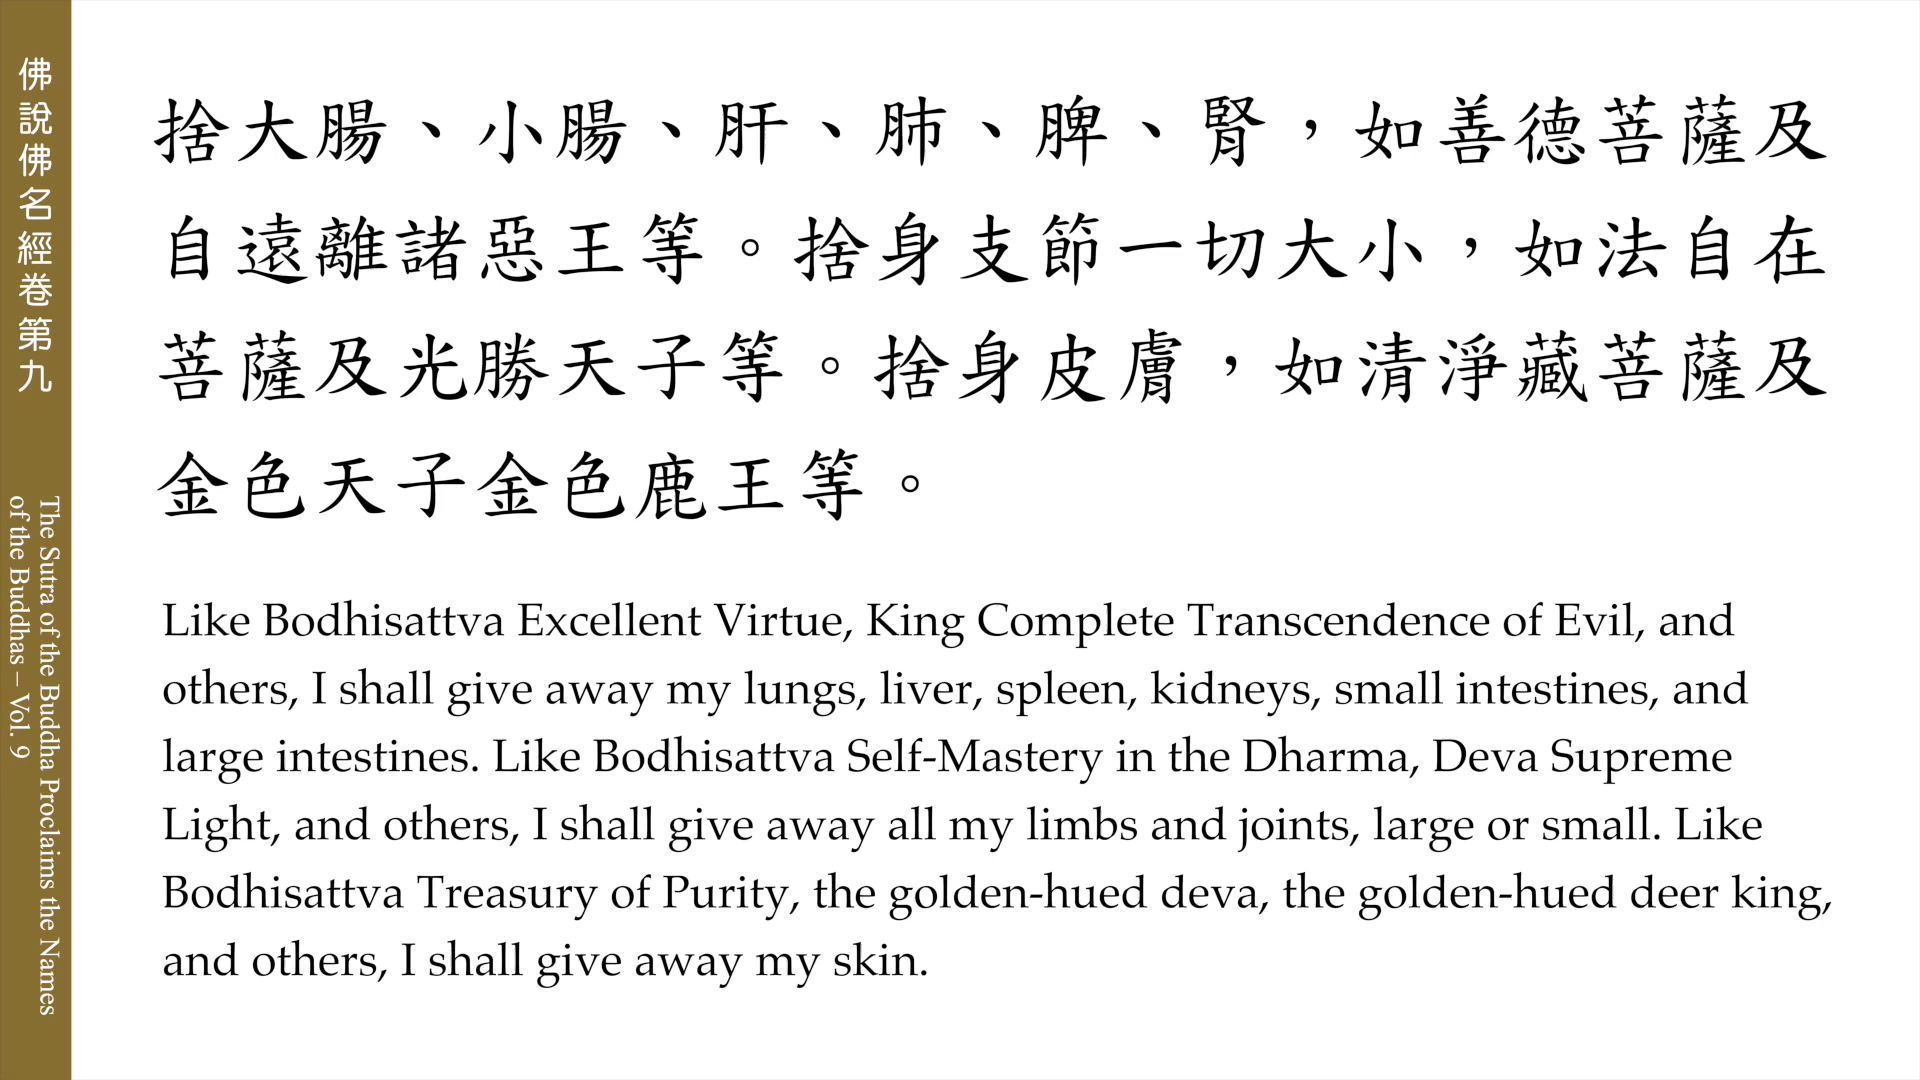 佛說佛名經卷第九
The Sutra of the Buddha Proclaims the Names
of the Buddhas – Vol. 9
捨大腸、小腸、肝、肺、脾、腎，如善德菩薩及
自遠離諸惡王等。捨身支節一切大小，如法自在
菩薩及光勝天子等。捨身皮膚，如清淨藏菩薩及
金色天子金色鹿王等。
Like Bodhisattva Excellent Virtue, King Complete Transcendence of Evil, and
others, I shall give away my lungs, liver, spleen, kidneys, small intestines, and
large intestines. Like Bodhisattva Self-Mastery in the Dharma, Deva Supreme
Light, and others, I shall give away all my limbs and joints, large or small. Like
Bodhisattva Treasury of Purity, the golden-hued deva, the golden-hued deer king,
and others, I shall give away my skin.